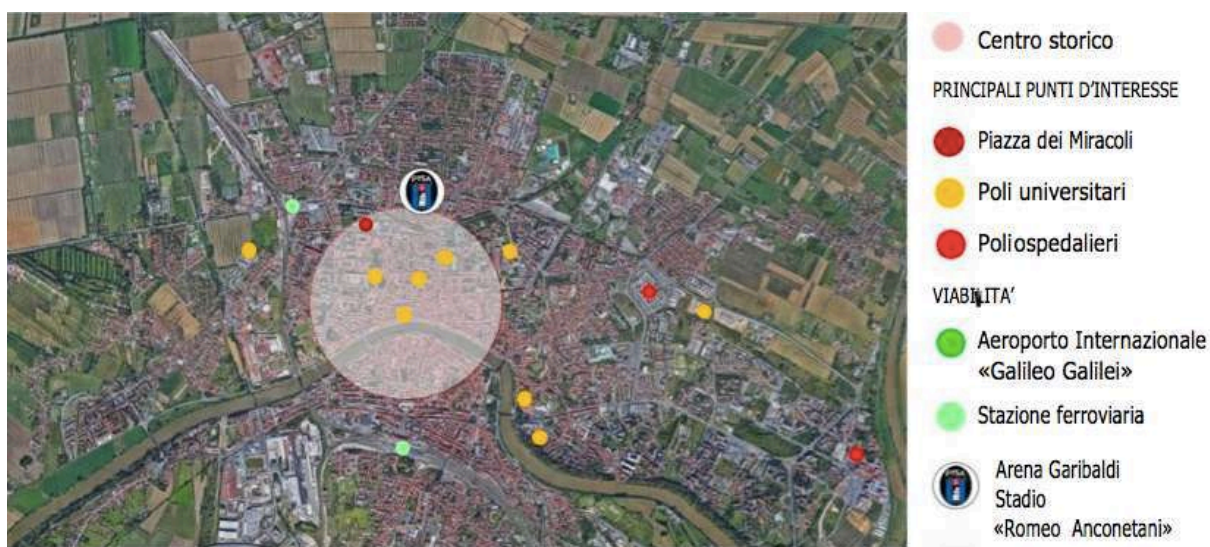 Centro storico
PRINCIPALI PUNTI D'INTERESSE
Piazza dei Miracoli
Poli universitari
Poliospedalieri
VIABILITA'
Aeroporto Internazionale
«Galileo Galilei»
Stazione ferroviaria
Arena Garibaldi
Stadio
«Romeo Anconetani»